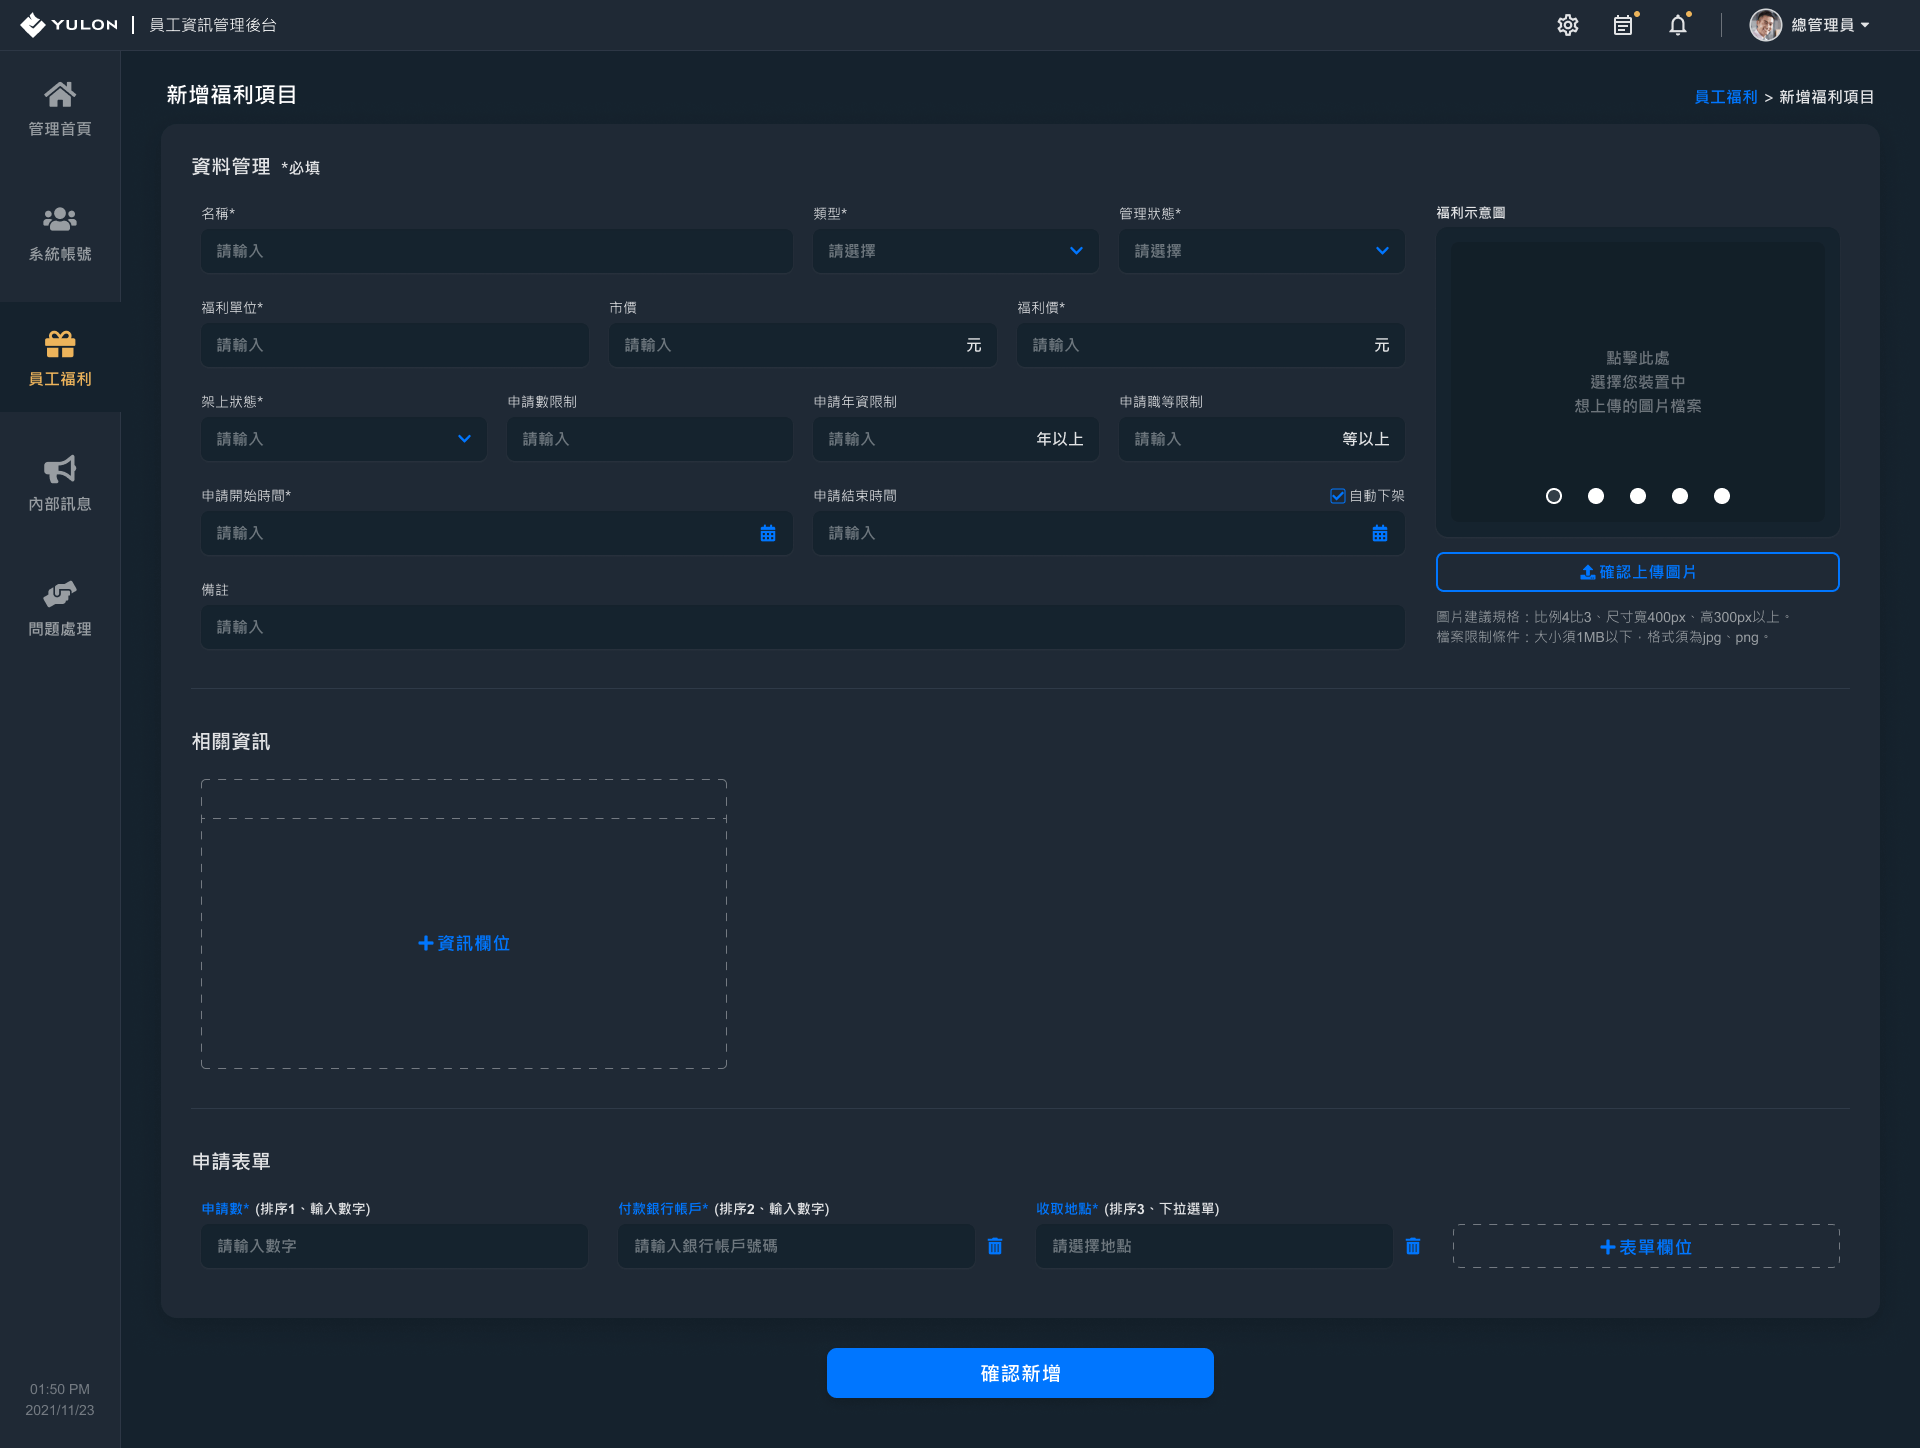 YULON
員工資訊管理後台
總管理員
管理首頁
系統帳號
員工福利
內部訊息
問題處理
01:50 PM
2021/11/23
新增福利項目
員工福利 > 新增福利項目
資料管理 *必填
名稱*
請輸入
類型*
請選擇
管理狀態*
請選擇
福利單位*
請輸入
市價
請輸入 元
福利價*
請輸入 元
架上狀態*
請輸入
申請數限制
請輸入
申請年資限制
請輸入 年以上
申請職等限制
請輸入 等以上
申請開始時間*
請輸入
申請結束時間
自動下架
請輸入
備註
請輸入
福利示意圖
點擊此處
選擇您裝置中
想上傳的圖片檔案
確認上傳圖片
圖片建議規格：比例4比3、尺寸寬400px、高300px以上。
檔案限制條件：大小須1MB以下，格式須為jpg、png。
相關資訊
資訊欄位
申請表單
申請數* (排序1、輸入數字)
請輸入數字
付款銀行帳戶* (排序2、輸入數字)
請輸入銀行帳戶號碼
收取地點* (排序3、下拉選單)
請選擇地點
表單欄位
確認新增